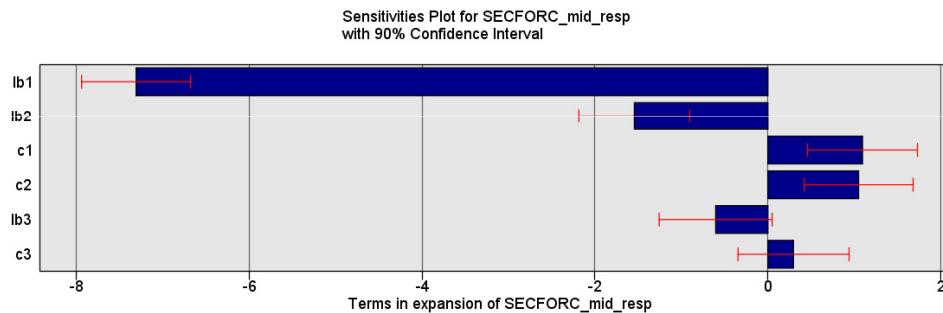 Sensitivities Plot for SECFORC_mid_resp
with 90% Confidence Interval
lb1
lb2
c1
c2
lb3
c3
-8 -6 -4 -2 0 2
Terms in expansion of SECFORC_mid_resp